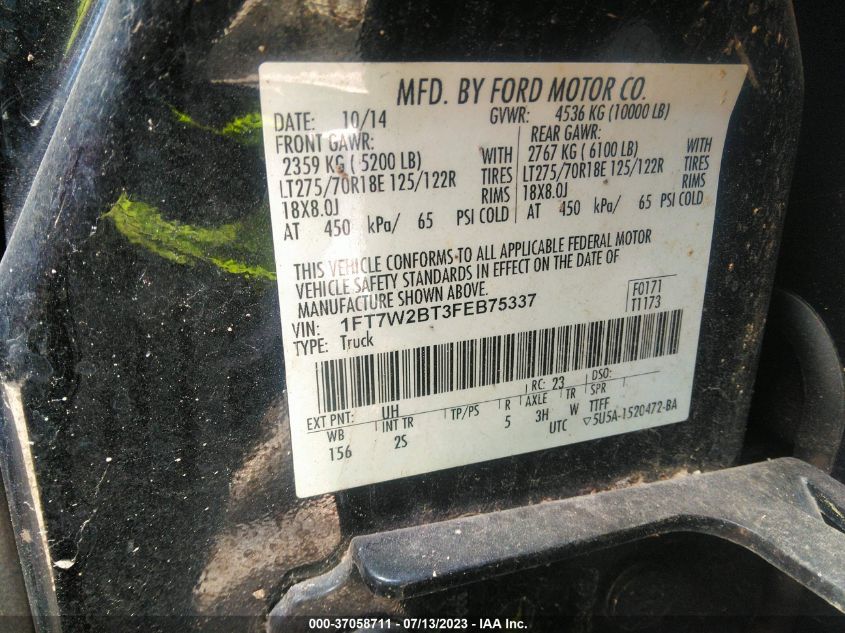 MFD. BY FORD MOTOR CO.
DATE: 10/14 GVWR: 4536 KG (10000 LB)
FRONT GAWR: REAR GAWR:
2359 KG ( 5200 LB) WITH 2767 KG ( 6100 LB) WITH
LT275/70R18E 125/122R TIRES LT275/70R18E 125/122R TIRES
18X8.0J RIMS 18X8.0J RIMS
AT 450 kPa/ 65 PSI COLD AT 450 kPa/ 65 PSI COLD
THIS VEHICLE CONFORMS TO ALL APPLICABLE FEDERAL MOTOR
VEHICLE SAFETY STANDARDS IN EFFECT ON THE DATE OF
MANUFACTURE SHOWN ABOVE.
VIN: 1FT7W2BT3FEB75337 F0171
TYPE: Truck T1173
EXT PNT: UH RC: 23 DSO:
WB INT TR TP/PS R AXLE TR SPR
156 2S 5 3H W TTFF
UTC ▽5U5A-1520472-BA
000-37058711 - 07/13/2023 - IAA Inc.